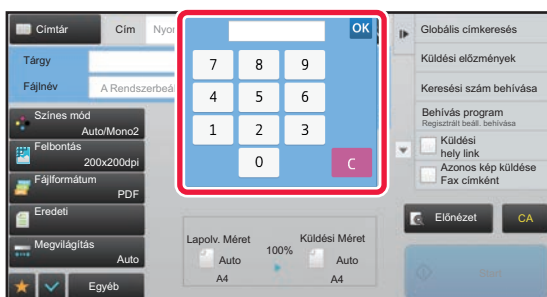 Címtár
Cím
OK
Globális címkeresés
Tárgy
Küldési előzmények
Fájlnév
A Rendszerbeál
7 8 9
Keresési szám behívása
4 5 6
Behívás program
Regisztrált beáll. behívása
Színes mód
Auto/Mono2
1 2 3
Küldési
hely link
Felbontás
200x200dpi
0 C
Azonos kép küldése
Fax címként
Fájlformátum
PDF
Eredeti
Előnézet
CA
Megvilágítás
Auto
Lapolv. Méret
100%
Küldési Méret
Auto
Auto
A4
A4
Egyéb
Start